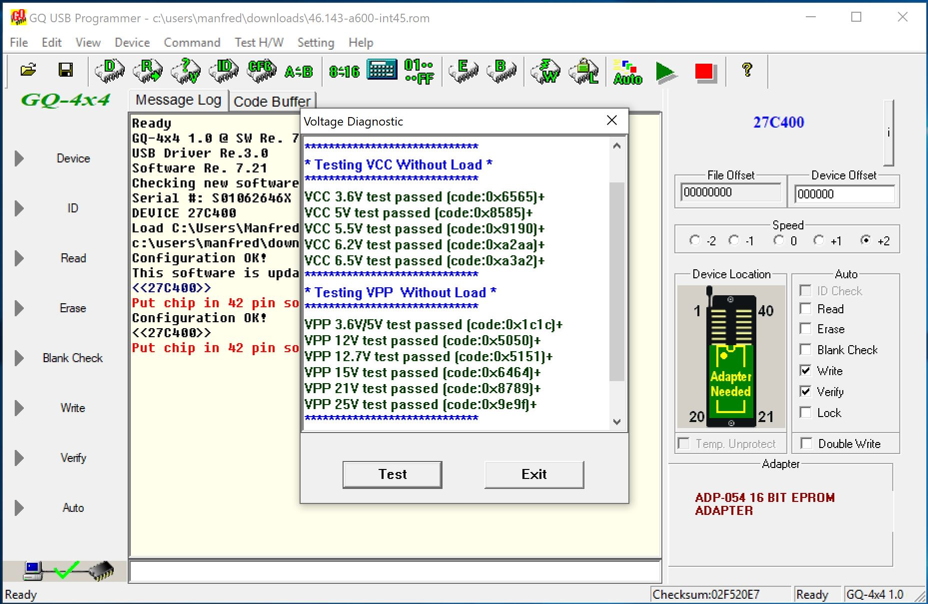 GQ USB Programmer - c:\users\manfred\downloads\46.143-a600-int45.rom
File Edit View Device Command Test H/W Setting Help
D R ? V ID CFG A=B 8÷16 01·· ··FF E B W L Auto ?
GQ-4x4
Message Log Code Buffer
Device
ID
Read
Erase
Blank Check
Write
Verify
Auto
Ready
GQ-4x4 1.0 @ SW Re. 7
USB Driver Re.3.0
Software Re. 7.21
Checking new software
Serial #: S01062646X
DEVICE 27C400
Load C:\Users\Manfred
c:\users\manfred\down
Configuration OK!
This software is upda
<<27C400>>
Put chip in 42 pin so
Configuration OK!
<<27C400>>
Put chip in 42 pin so
Voltage Diagnostic
*****************************
* Testing VCC Without Load *
*****************************
VCC 3.6V test passed (code:0x6565)+
VCC 5V test passed (code:0x8585)+
VCC 5.5V test passed (code:0x9190)+
VCC 6.2V test passed (code:0xa2aa)+
VCC 6.5V test passed (code:0xa3a2)+
*****************************
* Testing VPP  Without Load *
*****************************
VPP 3.6V/5V test passed (code:0x1c1c)+
VPP 12V test passed (code:0x5050)+
VPP 12.7V test passed (code:0x5151)+
VPP 15V test passed (code:0x6464)+
VPP 21V test passed (code:0x8789)+
VPP 25V test passed (code:0x9e9f)+
*****************************
Test Exit
27C400
i
File Offset Device Offset
00000000 000000
Speed
-2 -1 0 +1 +2
Device Location
1 40
Adapter
Needed
20 21
Temp. Unprotect
Auto
ID Check
Read
Erase
Blank Check
Write
Verify
Lock
Double Write
Adapter
ADP-054 16 BIT EPROM
ADAPTER
Ready Checksum:02F520E7 Ready GQ-4x4 1.0